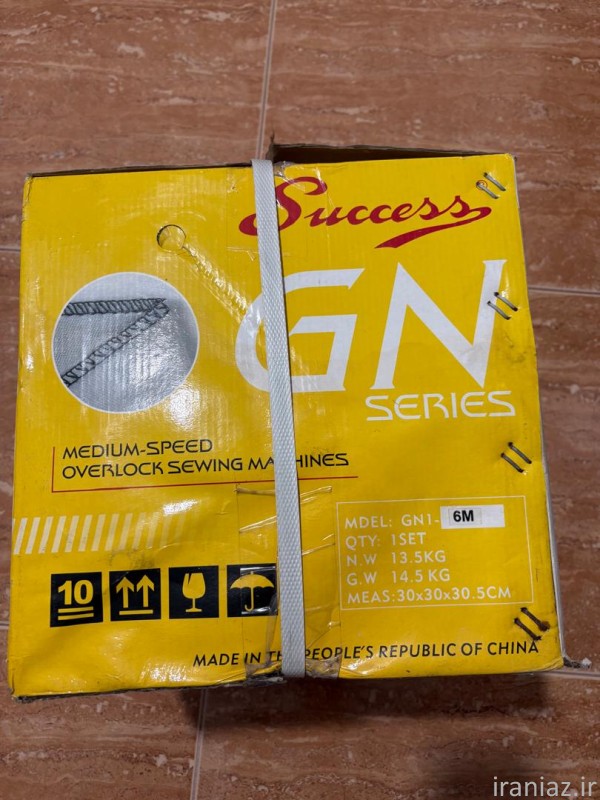 Success
GN
SERIES
MEDIUM-SPEED
OVERLOCK SEWING MACHINES
MDEL: GN1-6M
QTY: 1SET
N.W 13.5KG
G.W 14.5KG
MEAS:30x30x30.5CM
10
MADE IN THE PEOPLE'S REPUBLIC OF CHINA
iraniaz.ir